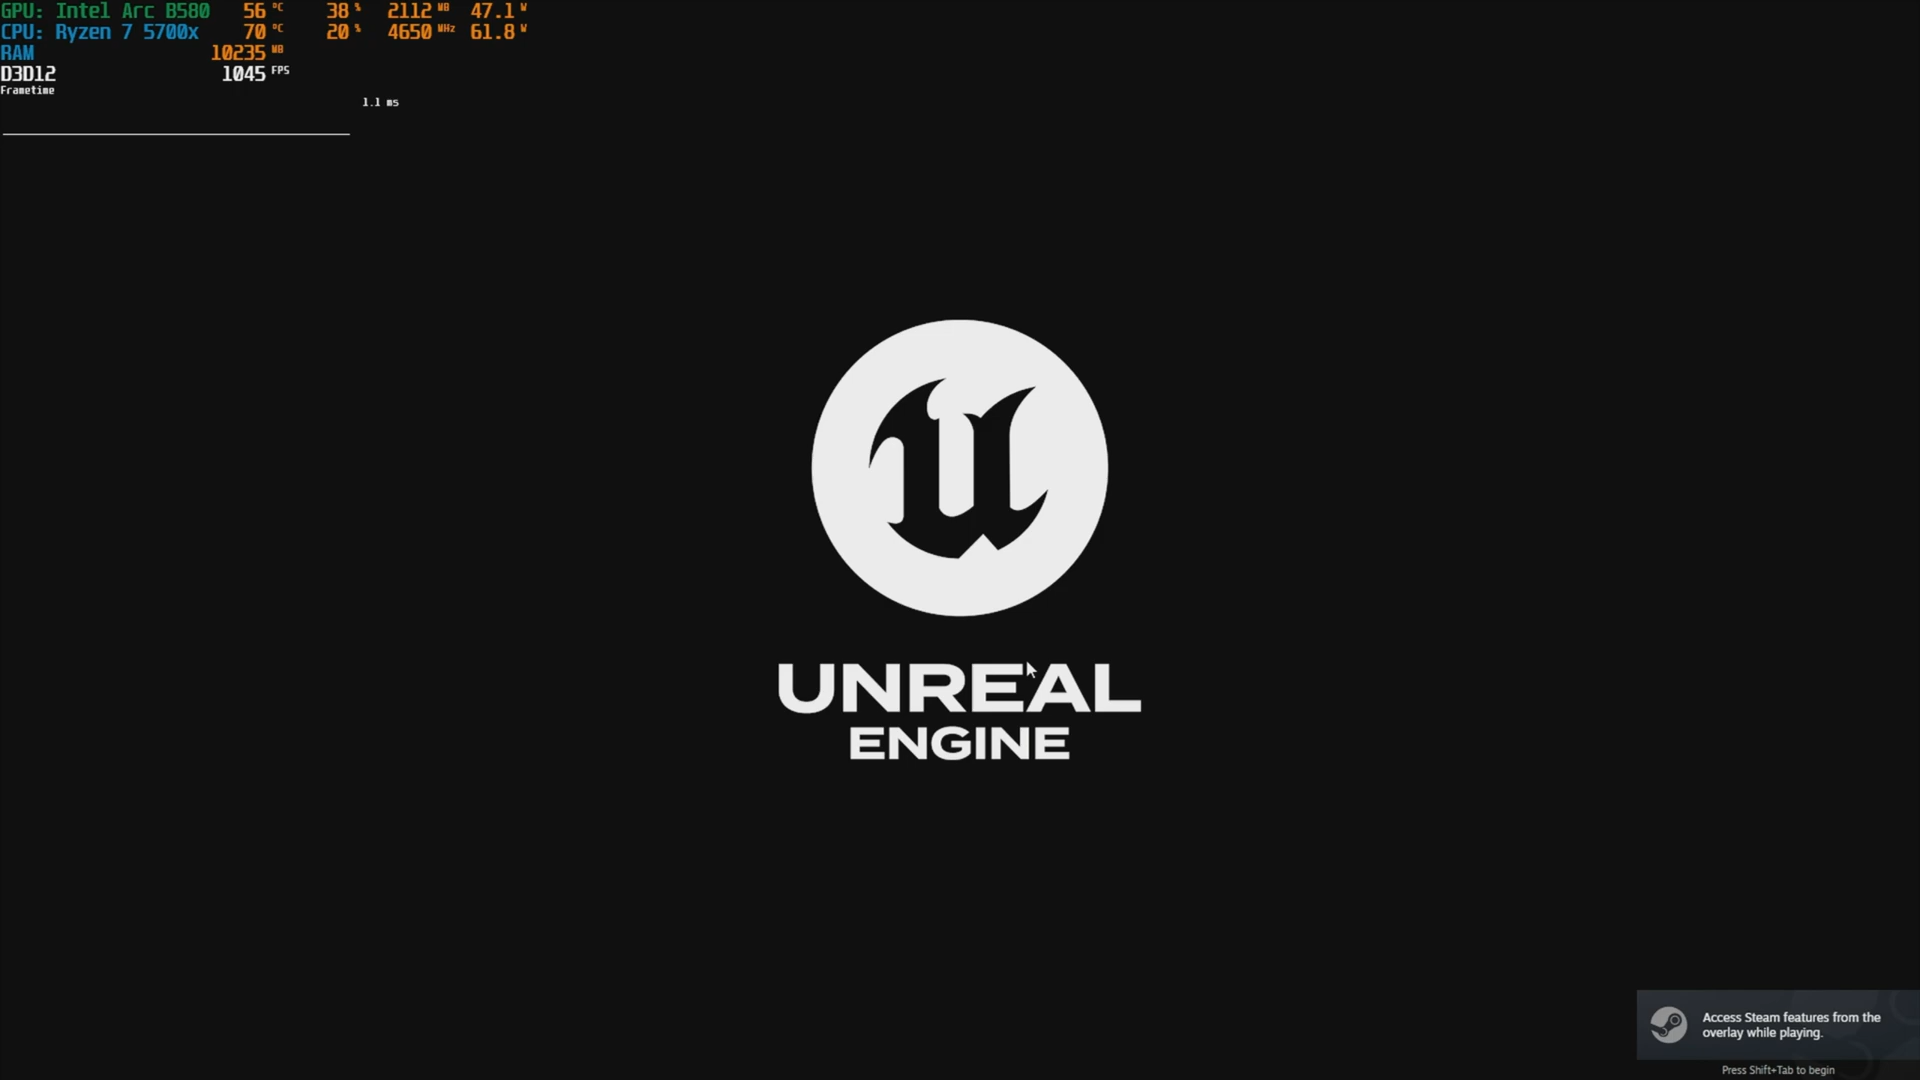 GPU: Intel Arc B580 56 °C 38 % 2112 MB 47.1 W
CPU: Ryzen 7 5700x 70 °C 20 % 4650 MHz 61.8 W
RAM 10235 MB
D3D12 1045 FPS
Frametime
1.1 ms
UNREAL
ENGINE
Access Steam features from the
overlay while playing.
Press Shift+Tab to begin